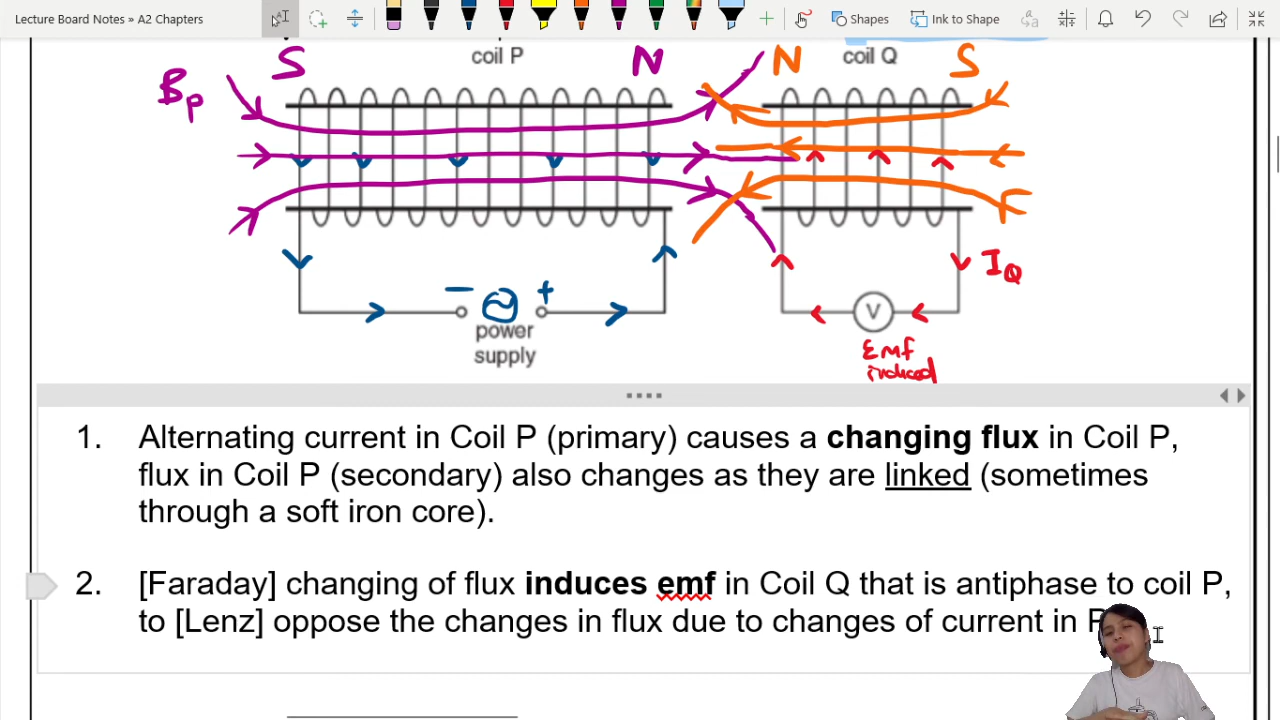 Lecture Board Notes » A2 Chapters
Shapes
Ink to Shape
coil P
coil Q
S
N
N
S
Bp
− +
power
supply
V
IQ
Emf
induced
1. Alternating current in Coil P (primary) causes a changing flux in Coil P,
flux in Coil P (secondary) also changes as they are linked (sometimes
through a soft iron core).
2. [Faraday] changing of flux induces emf in Coil Q that is antiphase to coil P,
to [Lenz] oppose the changes in flux due to changes of current in